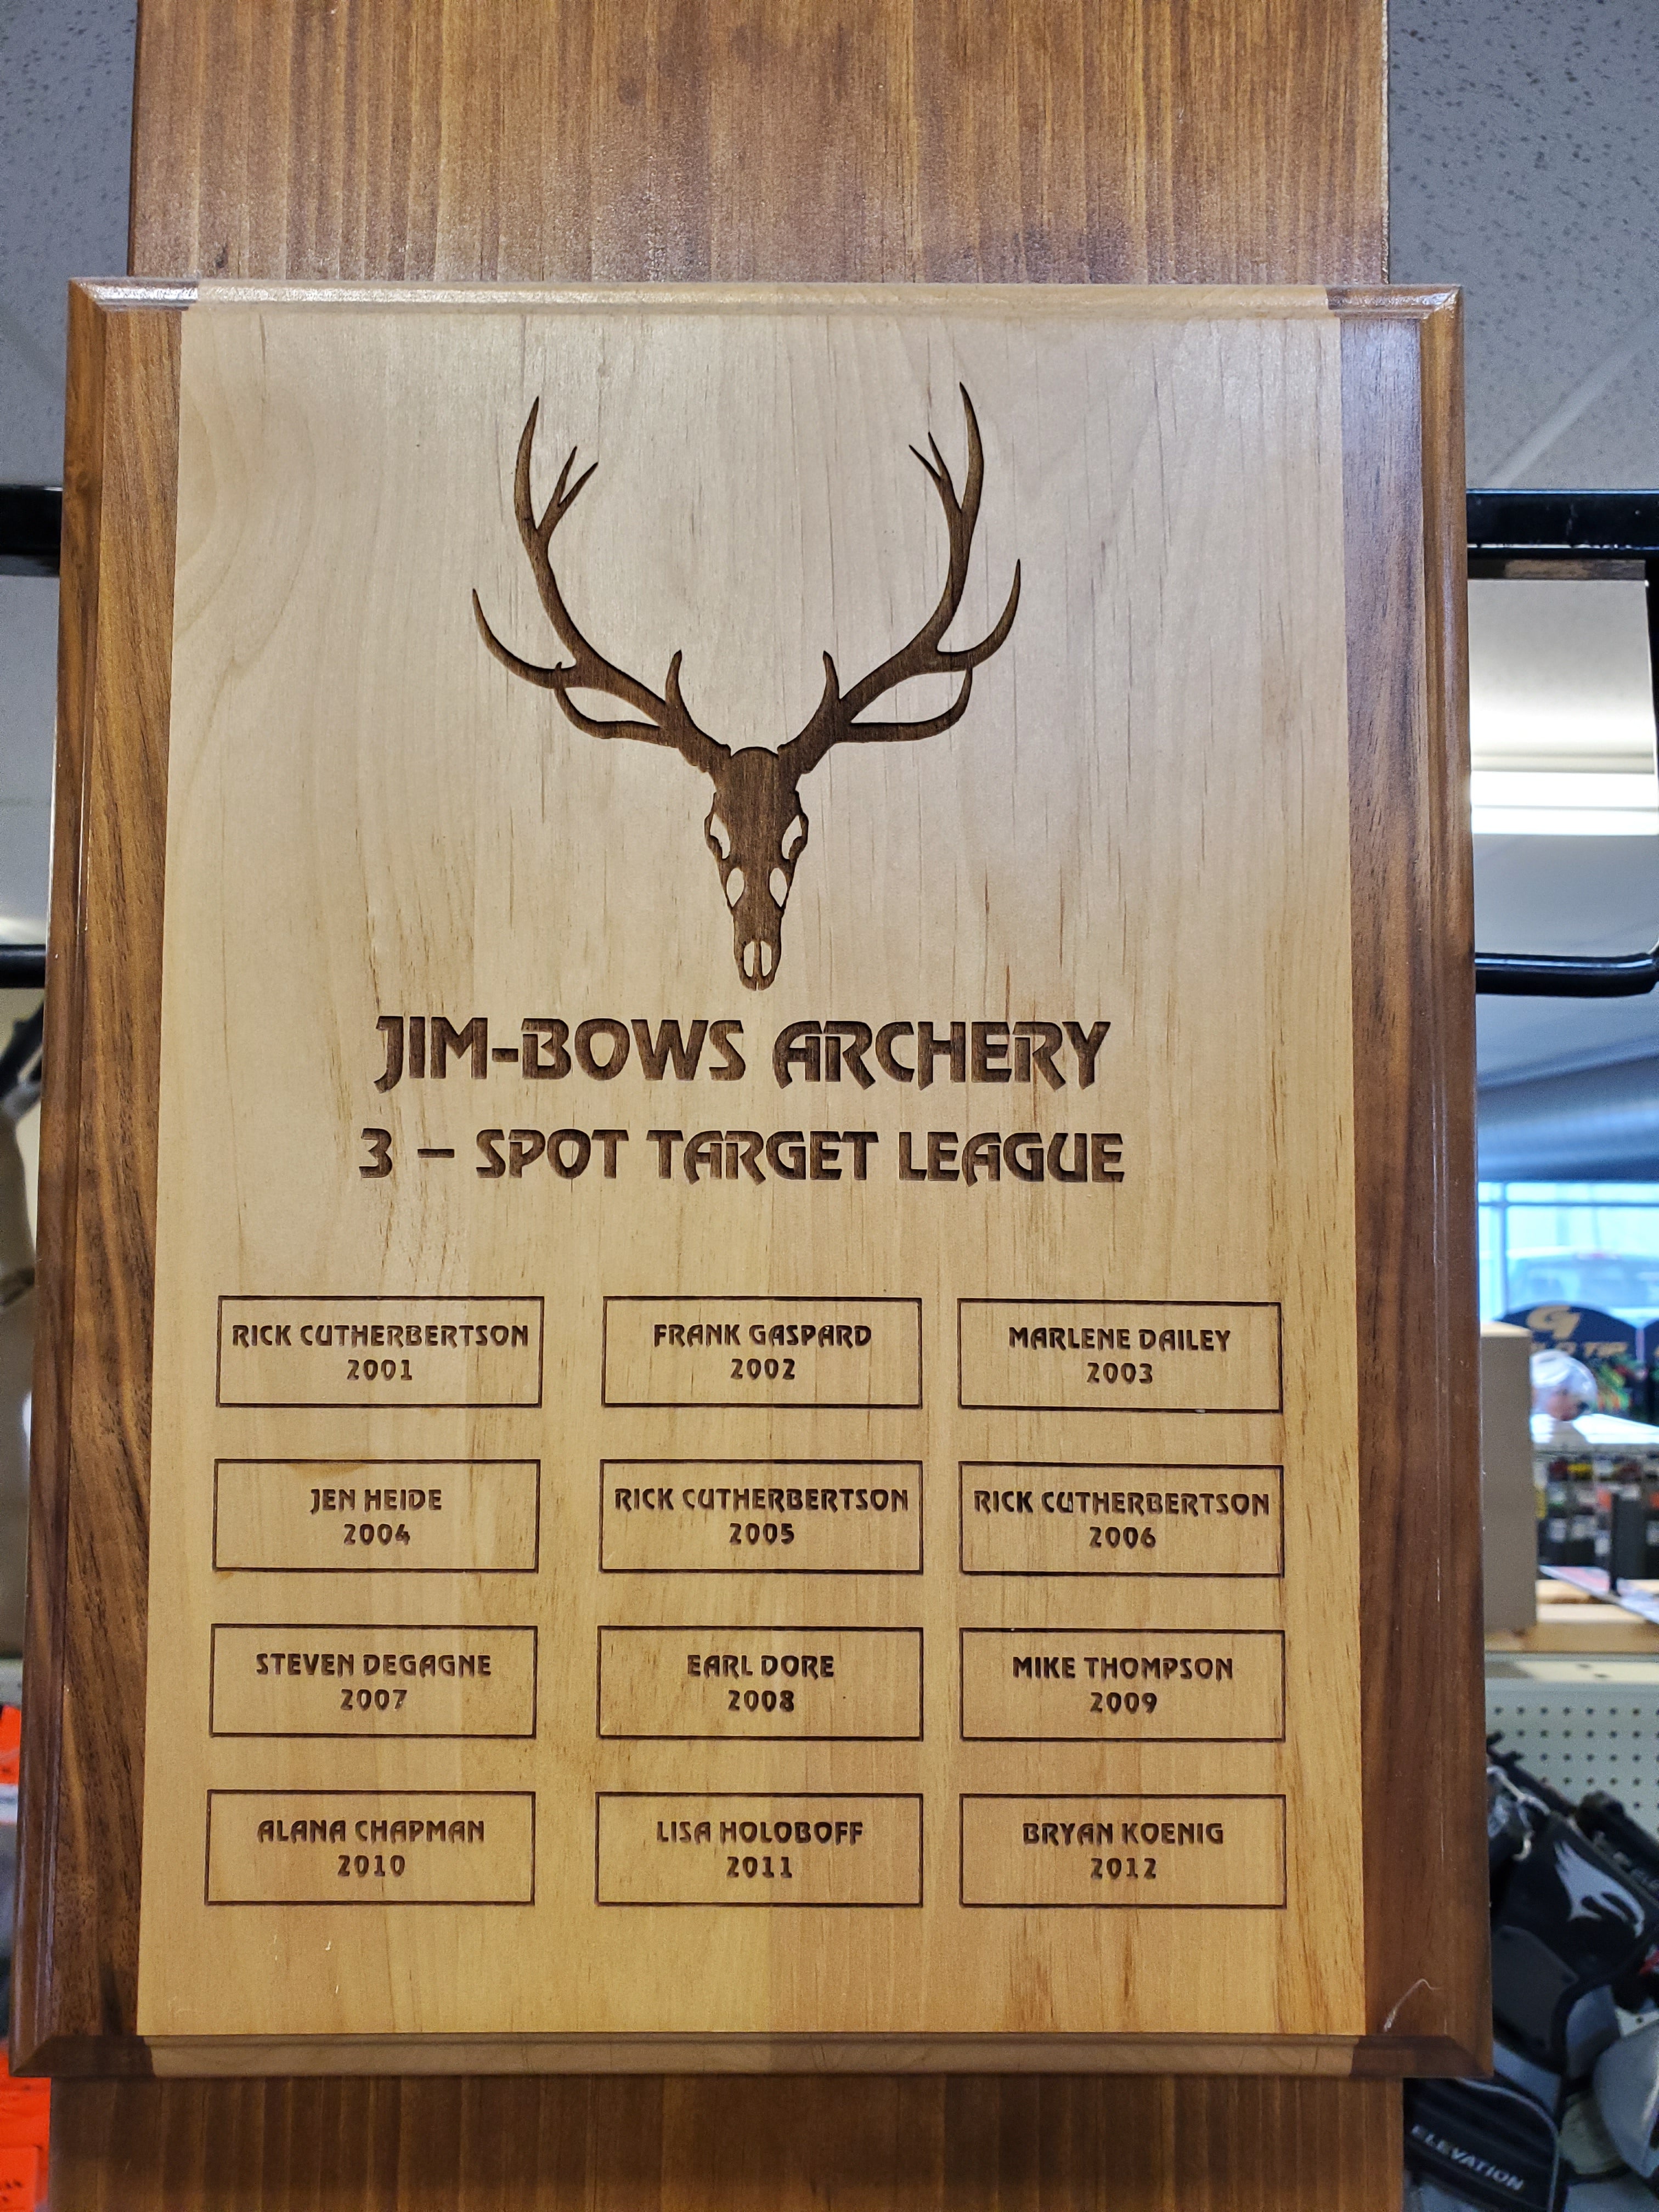 JIM-BOWS ARCHERY
3 – SPOT TARGET LEAGUE
RICK CUTHERBERTSON
2001
FRANK GASPARD
2002
MARLENE DAILEY
2003
JEN HEIDE
2004
RICK CUTHERBERTSON
2005
RICK CUTHERBERTSON
2006
STEVEN DEGAGNE
2007
EARL DORE
2008
MIKE THOMPSON
2009
ALANA CHAPMAN
2010
LISA HOLOBOFF
2011
BRYAN KOENIG
2012
ELEVATION